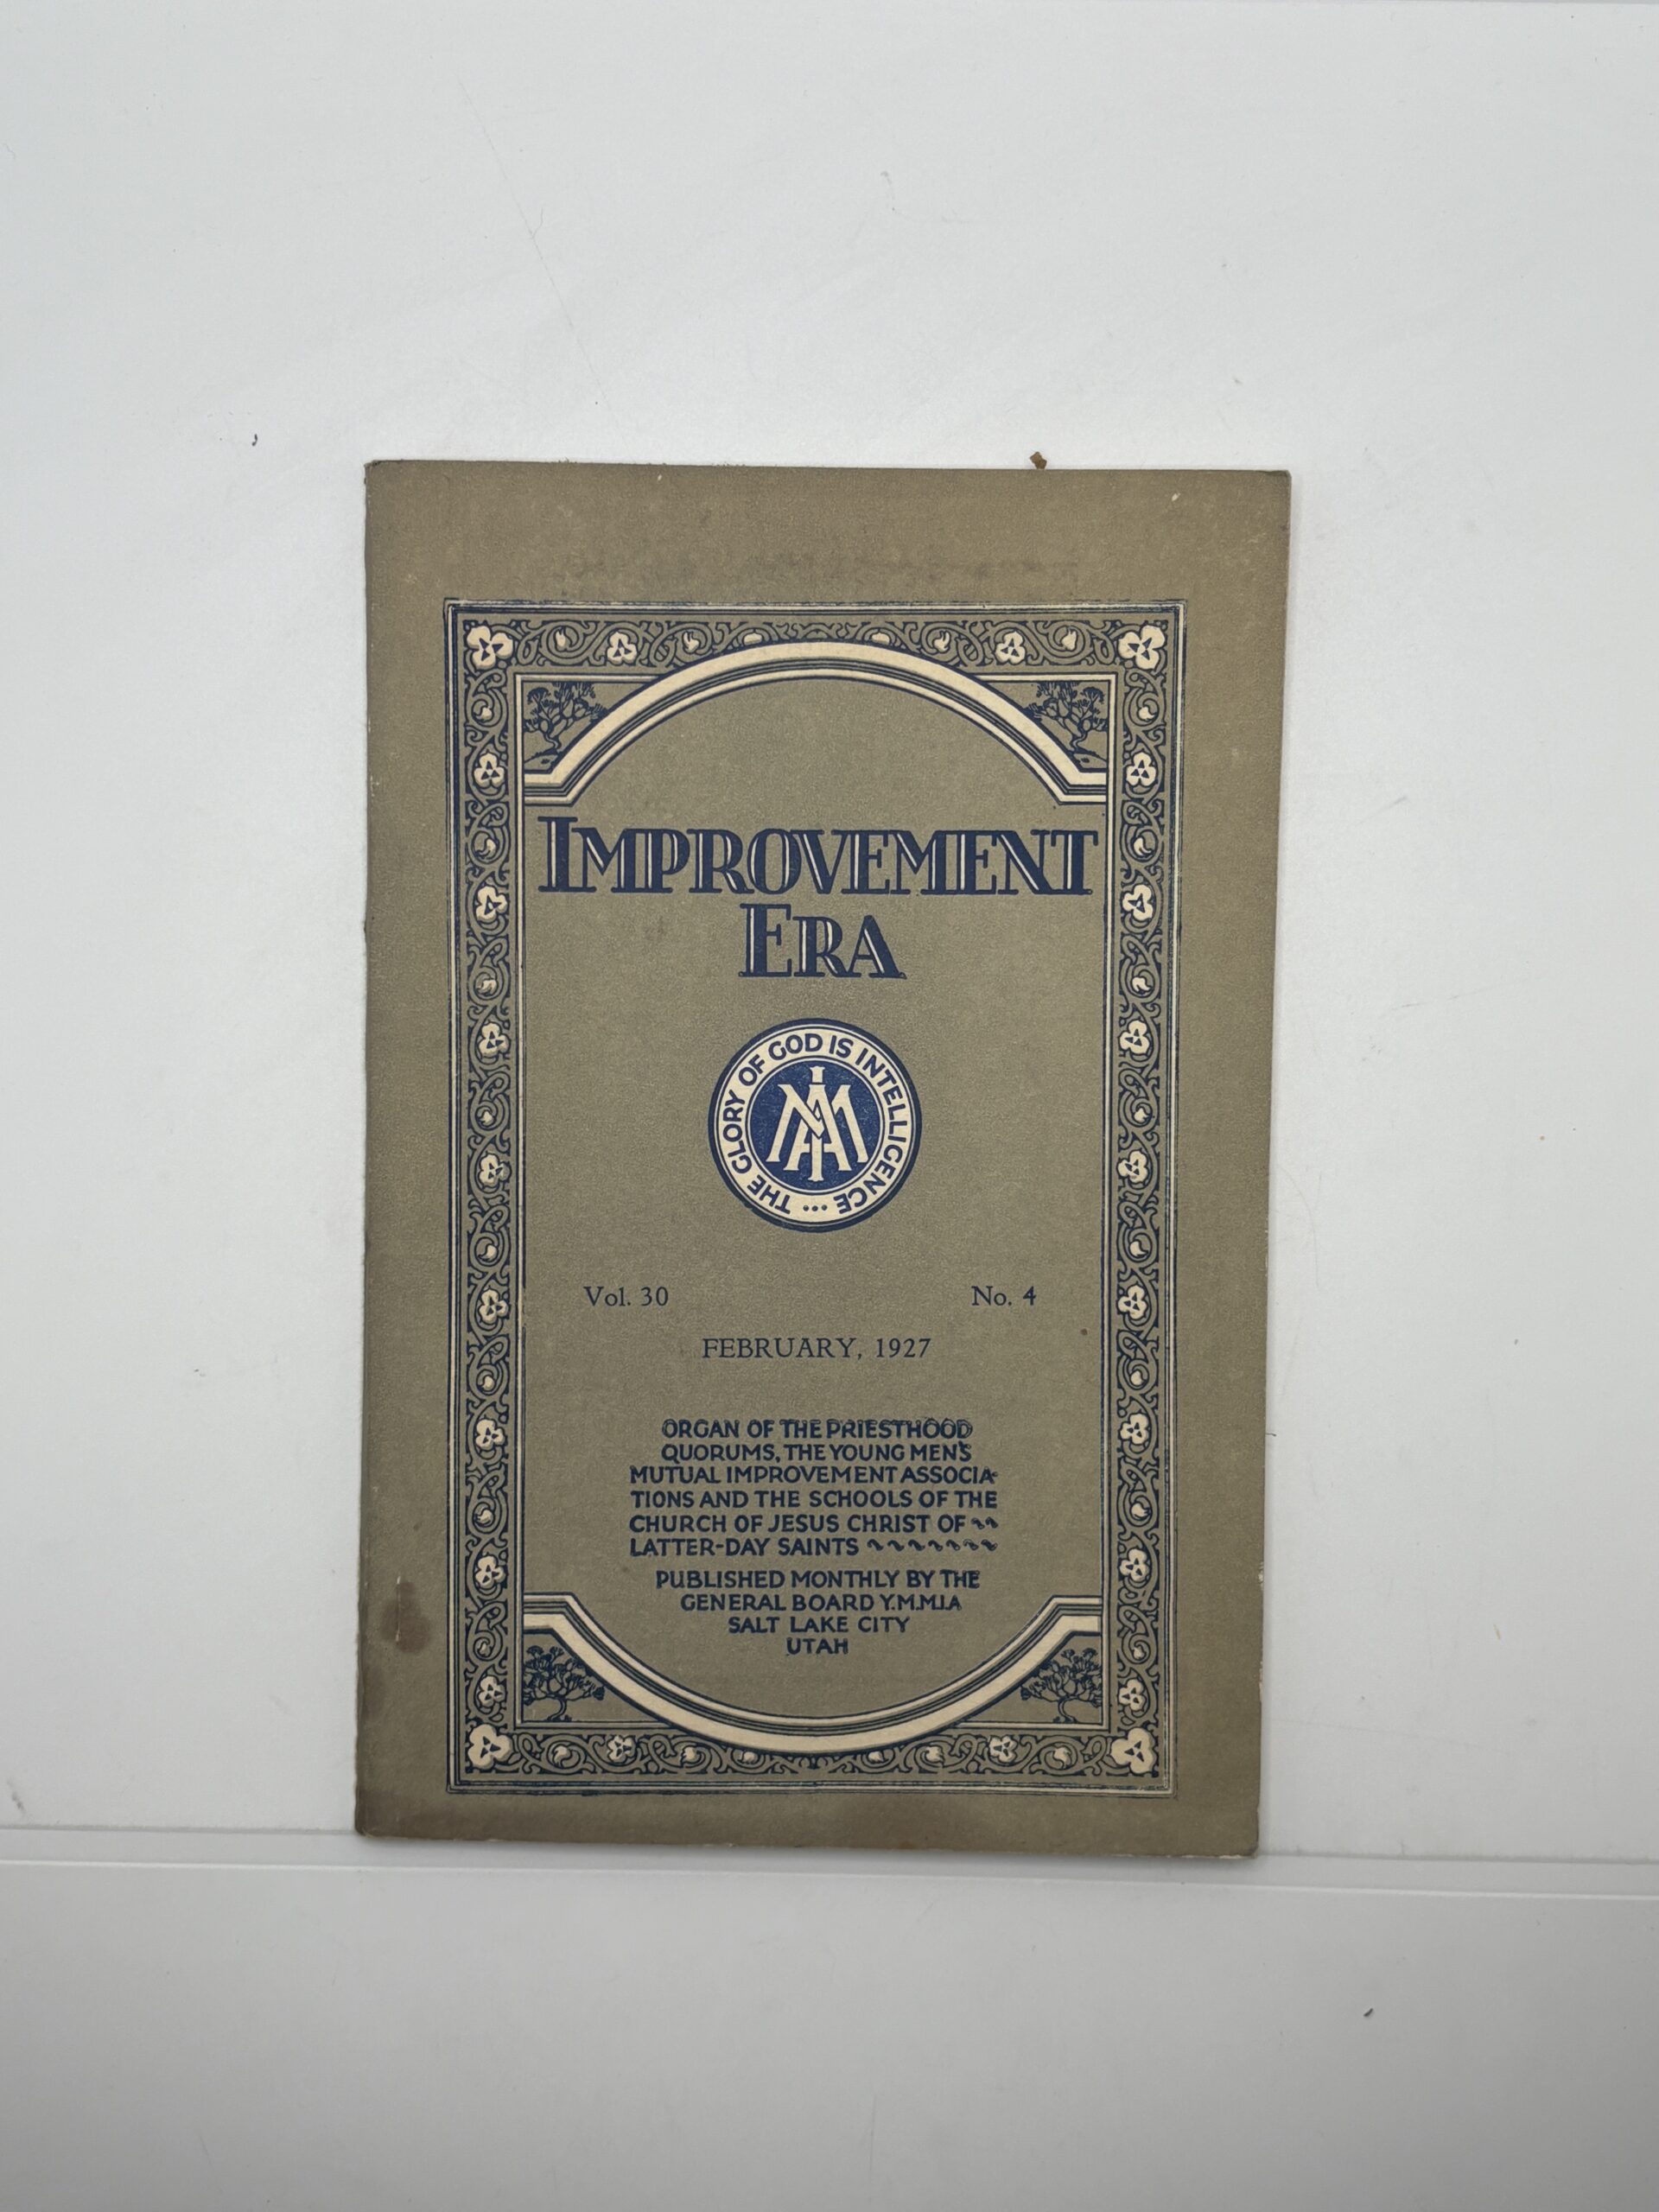 IMPROVEMENT
ERA
THE GLORY OF GOD IS INTELLIGENCE ...
MIA
Vol. 30 No. 4
FEBRUARY, 1927
ORGAN OF THE PRIESTHOOD
QUORUMS, THE YOUNG MEN'S
MUTUAL IMPROVEMENT ASSOCIA-
TIONS AND THE SCHOOLS OF THE
CHURCH OF JESUS CHRIST OF
LATTER-DAY SAINTS
PUBLISHED MONTHLY BY THE
GENERAL BOARD Y.M.M.I.A
SALT LAKE CITY
UTAH